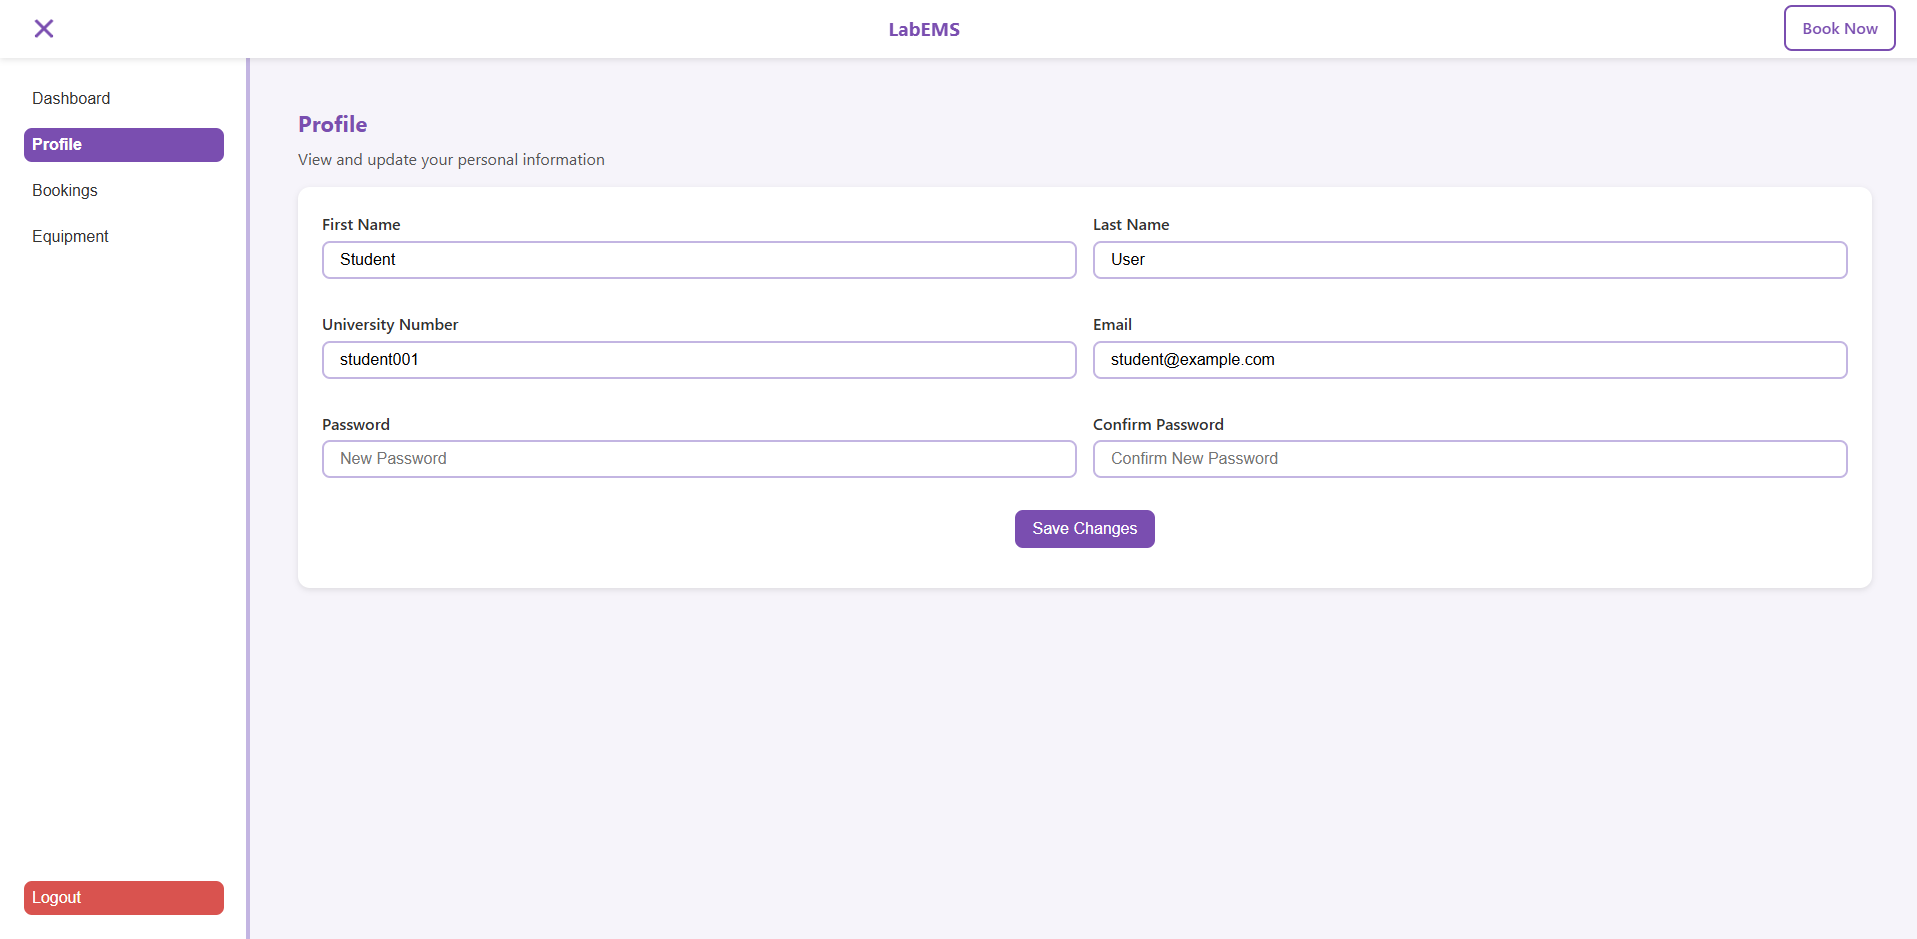 LabEMS
Book Now
Dashboard
Profile
Bookings
Equipment
Logout
Profile
View and update your personal information
First Name
Student
Last Name
User
University Number
student001
Email
student@example.com
Password
New Password
Confirm Password
Confirm New Password
Save Changes